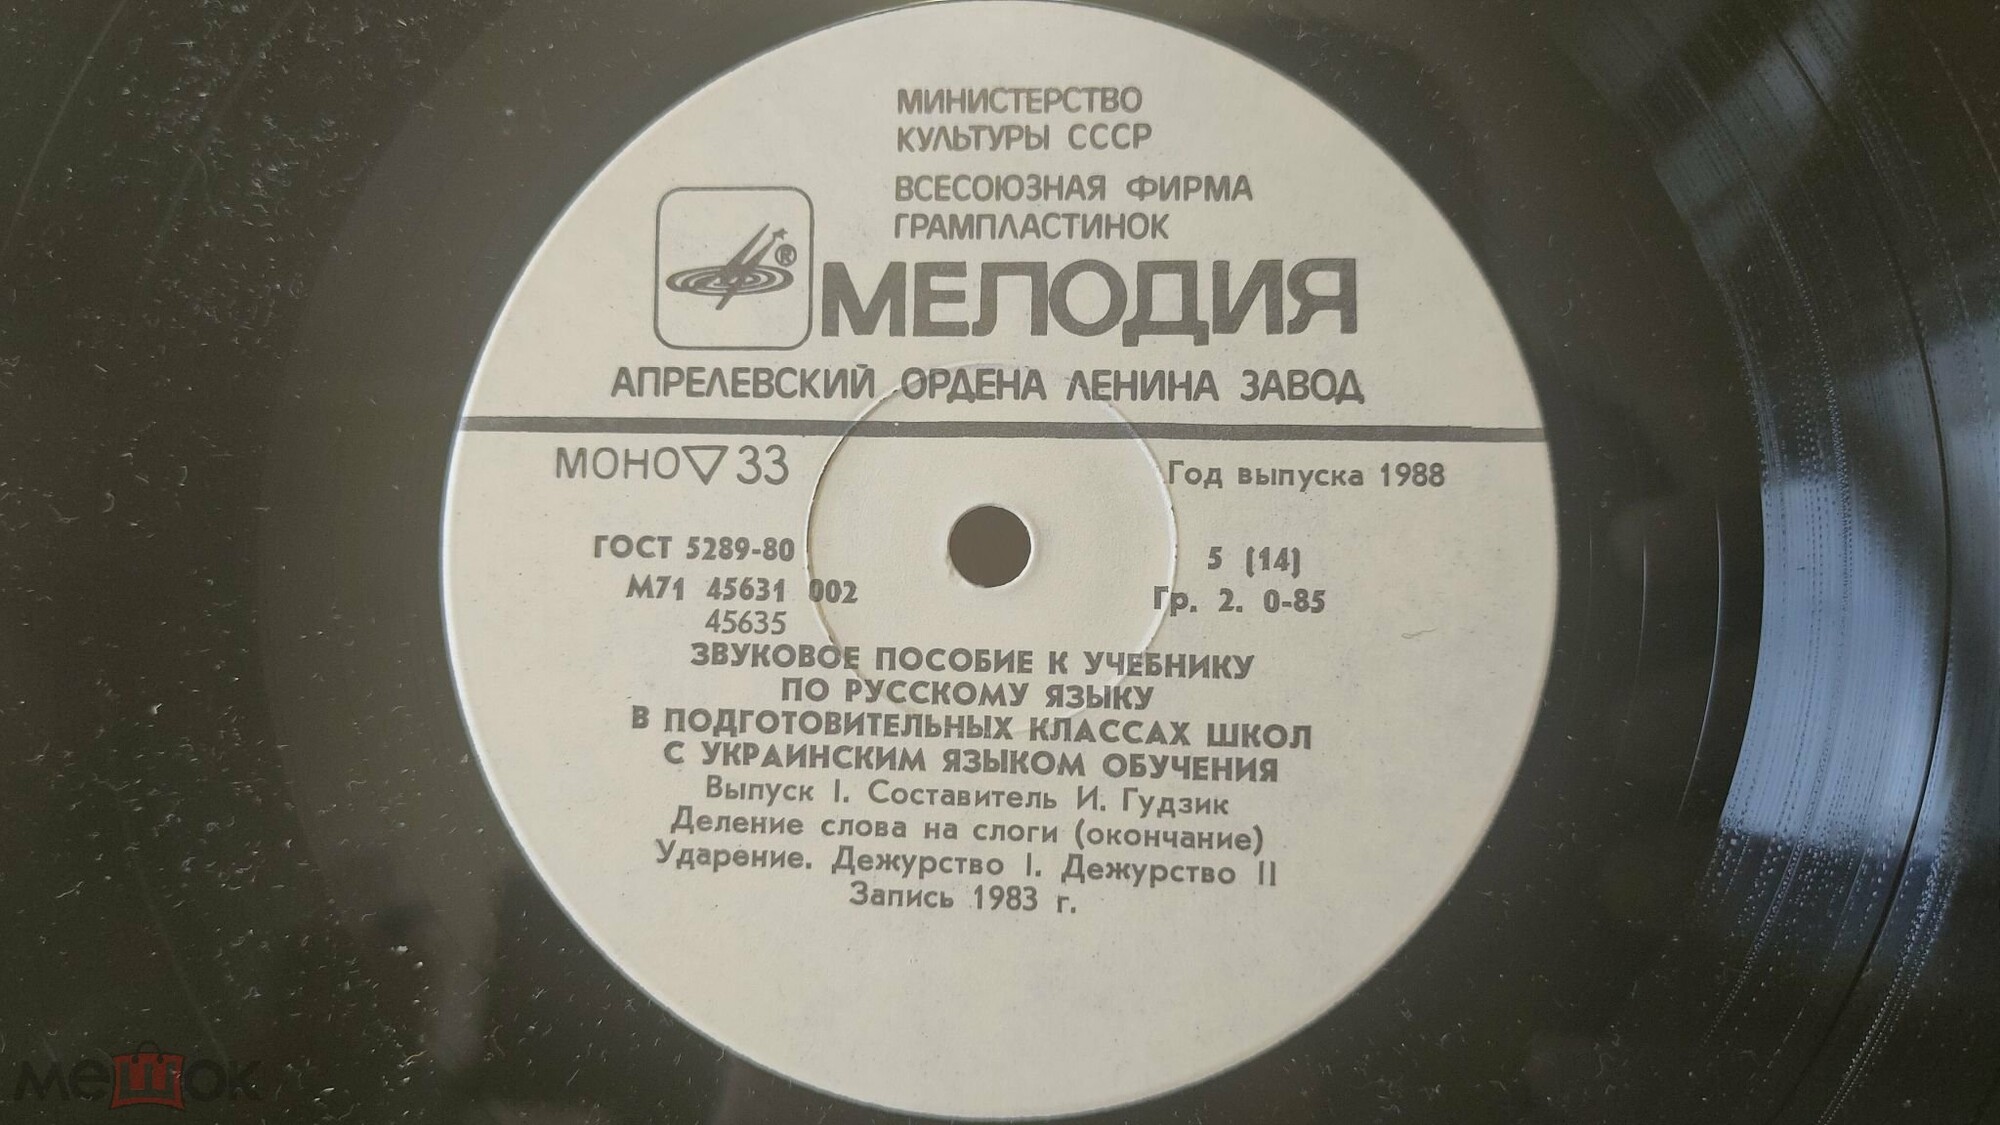 МИНИСТЕРСТВО
КУЛЬТУРЫ СССР
ВСЕСОЮЗНАЯ ФИРМА
ГРАМПЛАСТИНОК
®
МЕЛОДИЯ
АПРЕЛЕВСКИЙ ОРДЕНА ЛЕНИНА ЗАВОД
МОНО ▽ 33
Год выпуска 1988
ГОСТ 5289-80
5 (14)
М71 45631 002
Гр. 2. 0-85
45635
ЗВУКОВОЕ ПОСОБИЕ К УЧЕБНИКУ
ПО РУССКОМУ ЯЗЫКУ
В ПОДГОТОВИТЕЛЬНЫХ КЛАССАХ ШКОЛ
С УКРАИНСКИМ ЯЗЫКОМ ОБУЧЕНИЯ
Выпуск I. Составитель И. Гудзик
Деление слова на слоги (окончание)
Ударение. Дежурство I. Дежурство II
Запись 1983 г.
мешок